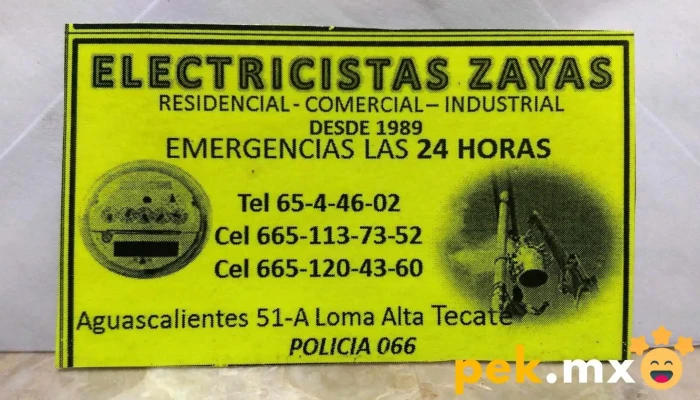 ELECTRICISTAS ZAYAS
RESIDENCIAL- COMERCIAL– INDUSTRIAL
DESDE 1989
EMERGENCIAS LAS 24 HORAS
Tel 65-4-46-02
Cel 665-113-73-52
Cel 665-120-43-60
Aguascalientes 51-A Loma Alta Tecate
POLICIA 066
pek.mx